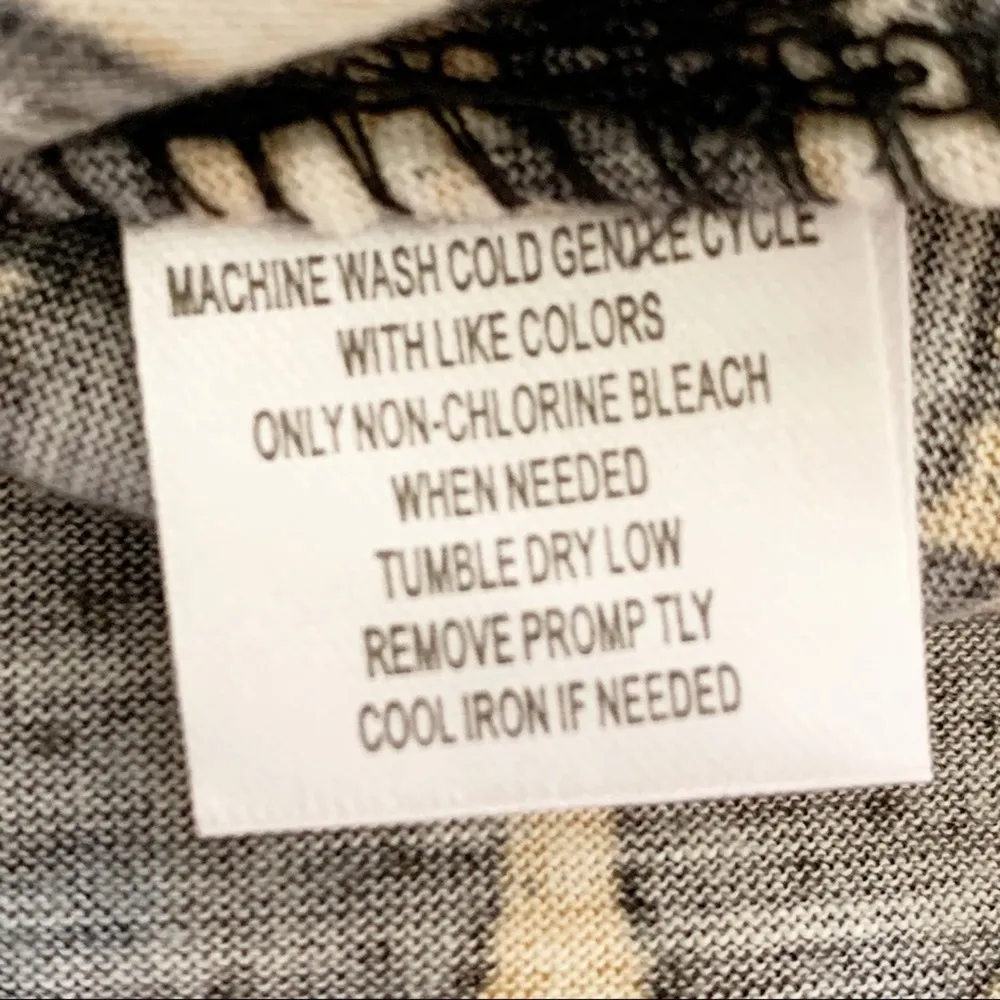 MACHINE WASH COLD GENTLE CYCLE
WITH LIKE COLORS
ONLY NON-CHLORINE BLEACH
WHEN NEEDED
TUMBLE DRY LOW
REMOVE PROMP TLY
COOL IRON IF NEEDED